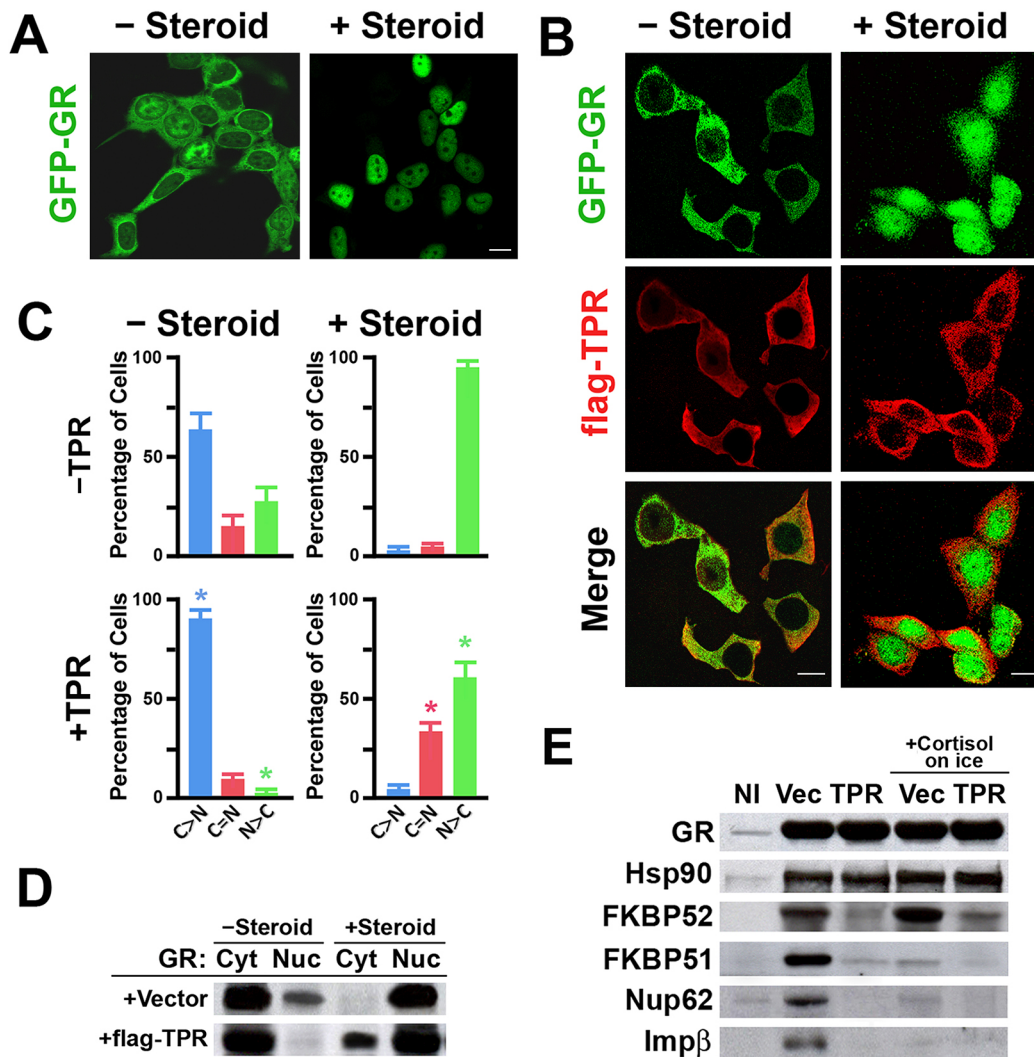 A
− Steroid
+ Steroid
GFP-GR
B
− Steroid
+ Steroid
GFP-GR
flag-TPR
Merge
C
− Steroid
+ Steroid
−TPR
Percentage of Cells
100
50
0
Percentage of Cells
100
50
0
+TPR
Percentage of Cells
100
50
0
*
*
C>N
C=N
N>C
Percentage of Cells
100
50
0
*
*
C>N
C=N
N>C
D
−Steroid
+Steroid
GR: Cyt Nuc Cyt Nuc
+Vector
+flag-TPR
E
+Cortisol
on ice
NI Vec TPR Vec TPR
GR
Hsp90
FKBP52
FKBP51
Nup62
Impβ